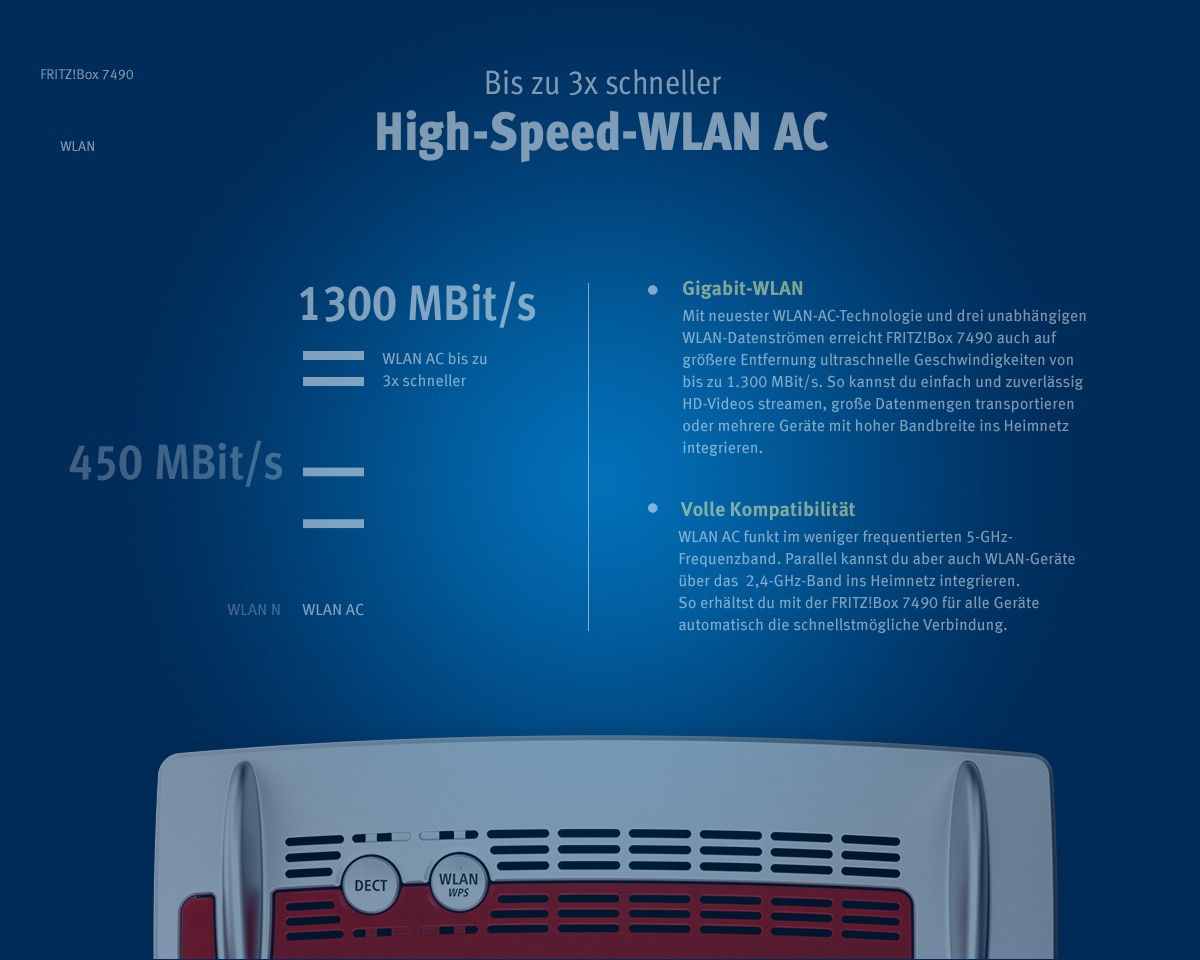 FRITZ!Box 7490
WLAN
Bis zu 3x schneller
High-Speed-WLAN AC
1300 MBit/s
WLAN AC bis zu
3x schneller
450 MBit/s
WLAN N
WLAN AC
Gigabit-WLAN
Mit neuester WLAN-AC-Technologie und drei unabhängigen
WLAN-Datenströmen erreicht FRITZ!Box 7490 auch auf
größere Entfernung ultraschnelle Geschwindigkeiten von
bis zu 1.300 MBit/s. So kannst du einfach und zuverlässig
HD-Videos streamen, große Datenmengen transportieren
oder mehrere Geräte mit hoher Bandbreite ins Heimnetz
integrieren.
Volle Kompatibilität
WLAN AC funkt im weniger frequentierten 5-GHz-
Frequenzband. Parallel kannst du aber auch WLAN-Geräte
über das 2,4-GHz-Band ins Heimnetz integrieren.
So erhältst du mit der FRITZ!Box 7490 für alle Geräte
automatisch die schnellstmögliche Verbindung.
DECT
WLAN
WPS